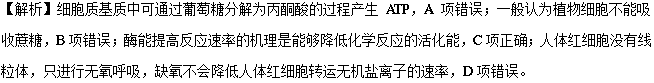 【解析】细胞质基质中可通过葡萄糖分解为丙酮酸的过程产生 ATP，A 项错误；一般认为植物细胞不能吸
收蔗糖，B项错误；酶能提高反应速率的机理是能够降低化学反应的活化能，C项正确；人体红细胞没有线
粒体，只进行无氧呼吸，缺氧不会降低人体红细胞转运无机盐离子的速率，D项错误。